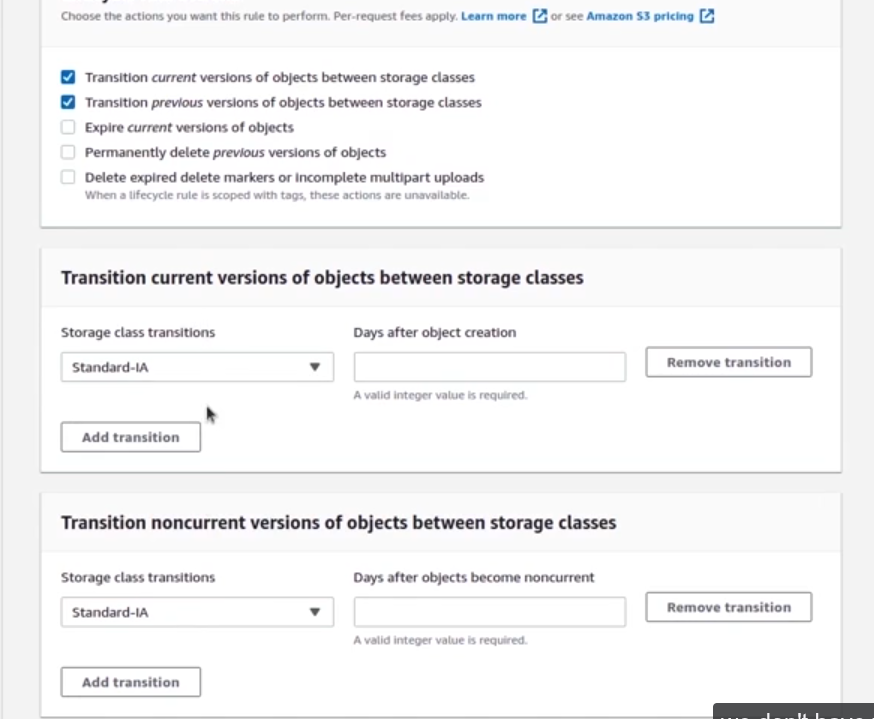 Choose the actions you want this rule to perform. Per-request fees apply. Learn more or see Amazon S3 pricing
Transition current versions of objects between storage classes
Transition previous versions of objects between storage classes
Expire current versions of objects
Permanently delete previous versions of objects
Delete expired delete markers or incomplete multipart uploads
When a lifecycle rule is scoped with tags, these actions are unavailable.
Transition current versions of objects between storage classes
Storage class transitions
Days after object creation
Standard-IA
Remove transition
A valid integer value is required.
Add transition
Transition noncurrent versions of objects between storage classes
Storage class transitions
Days after objects become noncurrent
Standard-IA
Remove transition
A valid integer value is required.
Add transition
we don't have